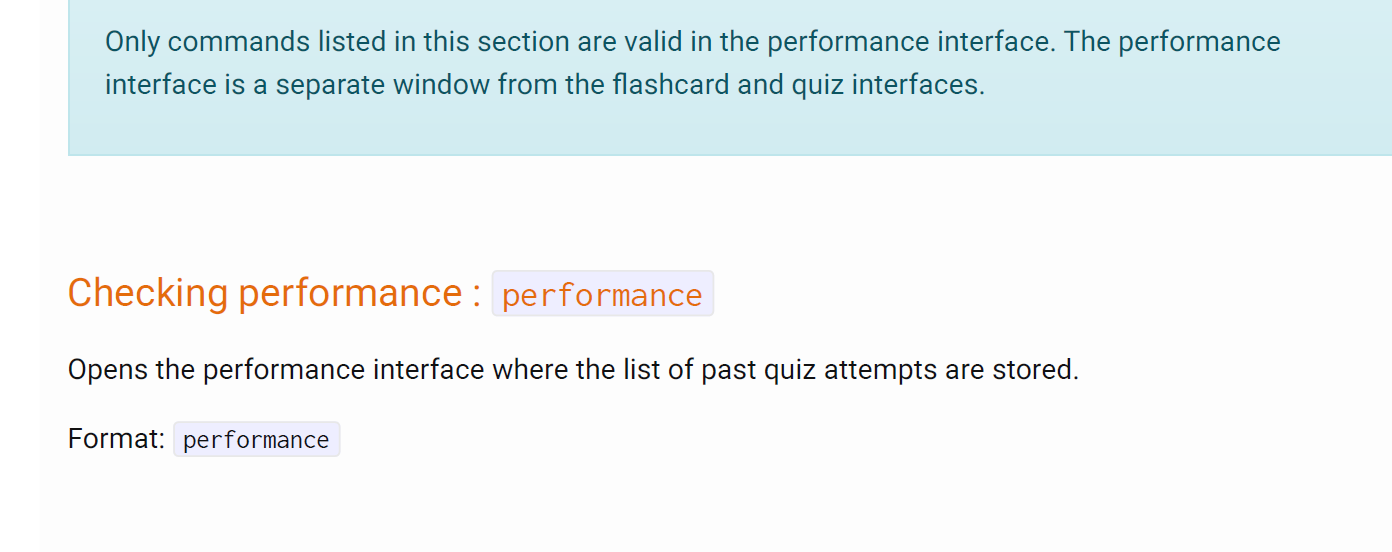 Only commands listed in this section are valid in the performance interface. The performance
interface is a separate window from the flashcard and quiz interfaces.
Checking performance : performance
Opens the performance interface where the list of past quiz attempts are stored.
Format: performance